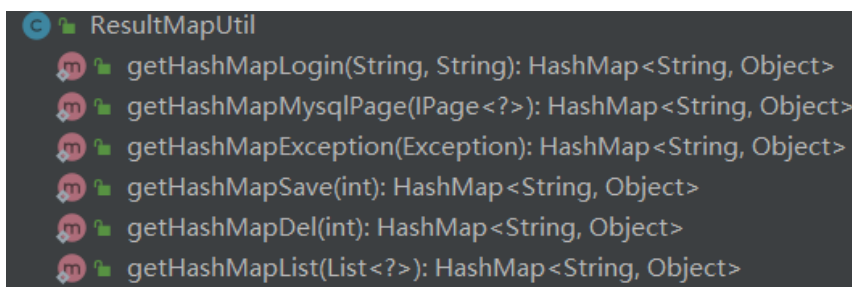 ResultMapUtil
getHashMapLogin(String, String): HashMap<String, Object>
getHashMapMysqlPage(IPage<?>): HashMap<String, Object>
getHashMapException(Exception): HashMap<String, Object>
getHashMapSave(int): HashMap<String, Object>
getHashMapDel(int): HashMap<String, Object>
getHashMapList(List<?>): HashMap<String, Object>